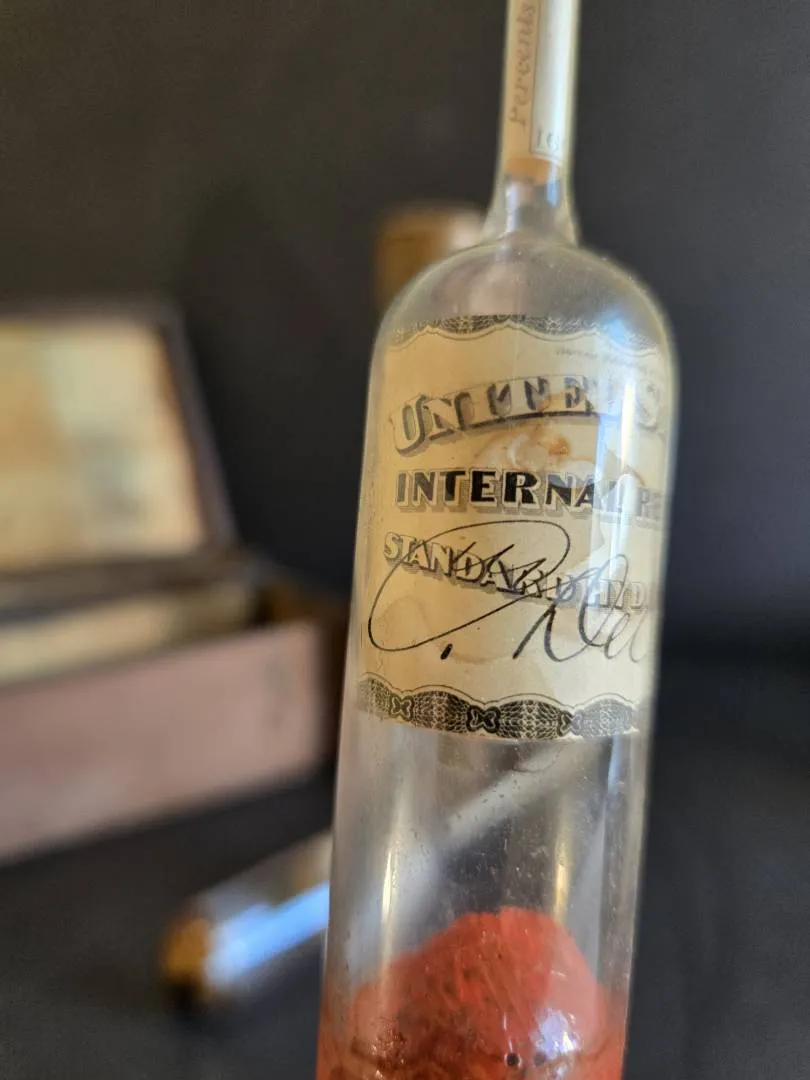 Percents
UNITED S
INTERNAL RE
STANDARD HYD